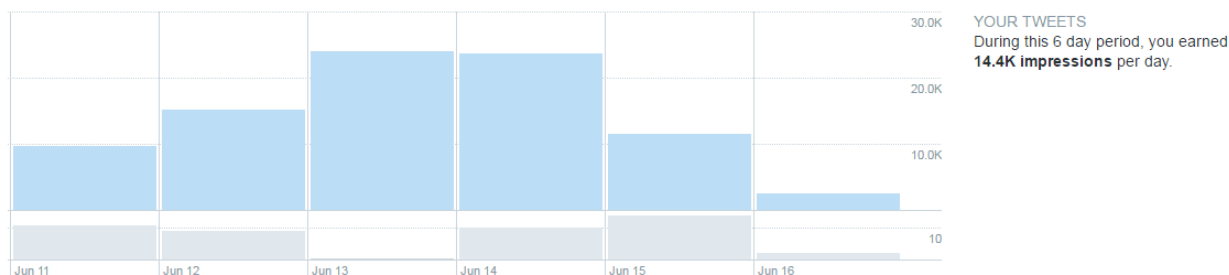 30.0K
20.0K
10.0K
10
Jun 11 Jun 12 Jun 13 Jun 14 Jun 15 Jun 16
YOUR TWEETS
During this 6 day period, you earned
14.4K impressions per day.